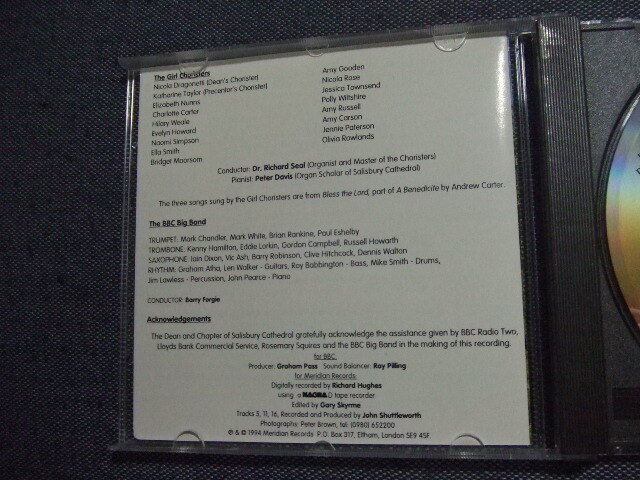 The Girl Choristers
Nicola Dragonetti (Dean's Chorister)
Katharine Taylor (Precentor's Chorister)
Elizabeth Nunns
Charlotte Carter
Hilary Weale
Evelyn Howard
Naomi Simpson
Ella Smith
Bridget Moorsom
Amy Gouden
Nicola Rose
Jessica Townsend
Polly Wiltshire
Amy Russell
Amy Carson
Jennie Paterson
Olivia Rowlands
Conductor: Dr. Richard Seal (Organist and Master of the Choristers)
Pianist: Peter Davis (Organ Scholar of Salisbury Cathedral)
The three songs sung by the Girl Choristers are from Bless the Lord, part of A Benedicite by Andrew Carter.
The BBC Big Band
TRUMPET: Mark Chandler, Mark White, Brian Rankine, Paul Eshelby
TROMBONE: Kenny Hamilton, Eddie Lorkin, Gordon Campbell, Russell Howarth
SAXOPHONE: Iain Dixon, Vic Ash, Barry Robinson, Clive Hitchcock, Dennis Walton
RHYTHM: Graham Atha, Len Walker - Guitars, Roy Babbington - Bass, Mike Smith - Drums,
Jim Lawless - Percussion, John Pearce - Piano
CONDUCTOR: Barry Forgie
Acknowledgements
The Dean and Chapter of Salisbury Cathedral gratefully acknowledge the assistance given by BBC Radio Two,
Lloyds Bank Commercial Service, Rosemary Squires and the BBC Big Band in the making of this recording.
for BBC:
Producer: Graham Pass Sound Balancer: Ray Pilling
for Meridian Records:
Digitally recorded by Richard Hughes
using a NAGRA D tape recorder
Edited by Gary Skyrme
Tracks 5, 11, 16, Recorded and Produced by John Shuttleworth
Photographs: Peter Brown, tel: (0980) 652200
℗ & © 1994 Meridian Records P.O. Box 317, Eltham, London SE9 4SF